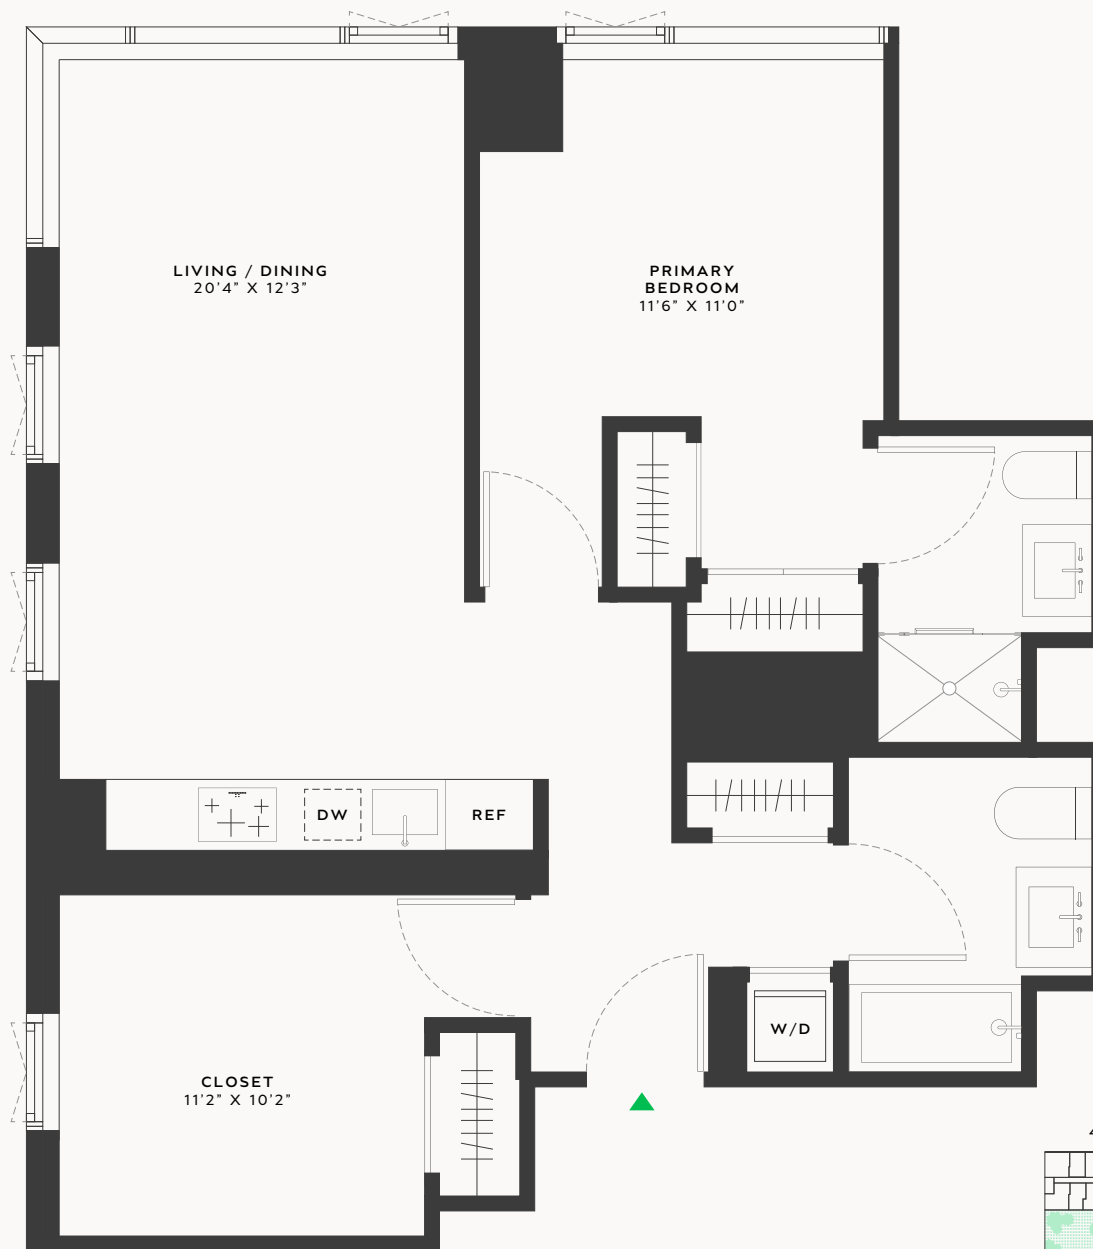 LIVING / DINING
20’4” X 12’3”
PRIMARY
BEDROOM
11’6” X 11’0”
DW
REF
W/D
CLOSET
11’2” X 10’2”